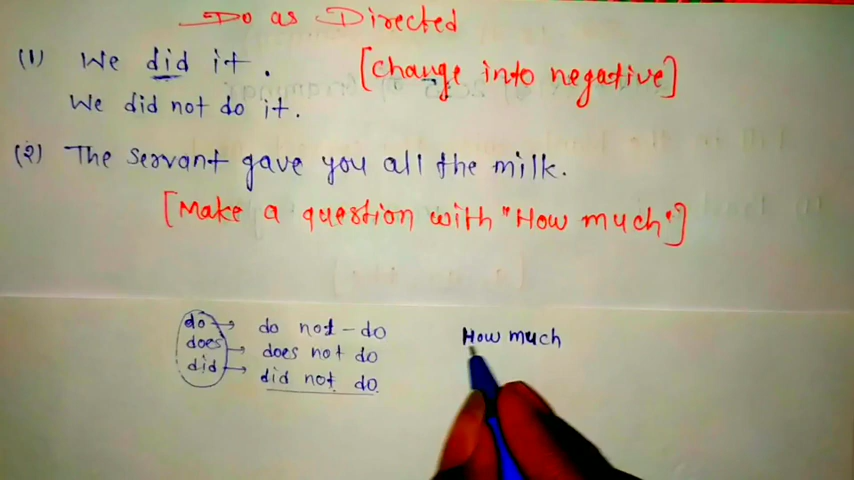 Do as Directed
(1) We did it. [Change into negative]
We did not do it.
(2) The servant gave you all the milk.
[Make a question with "How much"]
do → do not - do
does → does not do
did → did not do
How much